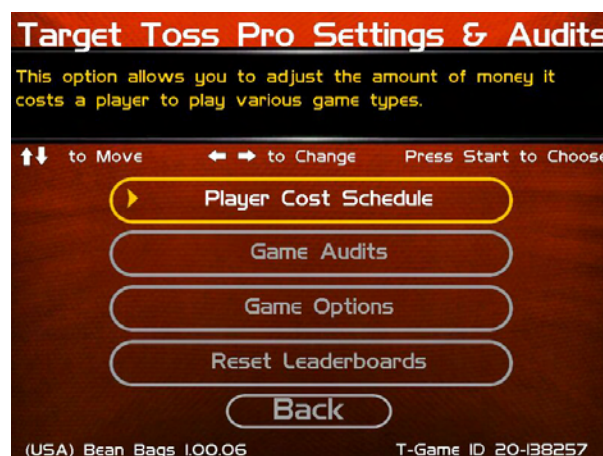 Target Toss Pro Settings & Audits
This option allows you to adjust the amount of money it
costs a player to play various game types.
to Move to Change Press Start to Choose
Player Cost Schedule
Game Audits
Game Options
Reset Leaderboards
Back
(USA) Bean Bags 1.00.06 T-Game ID 20-138257